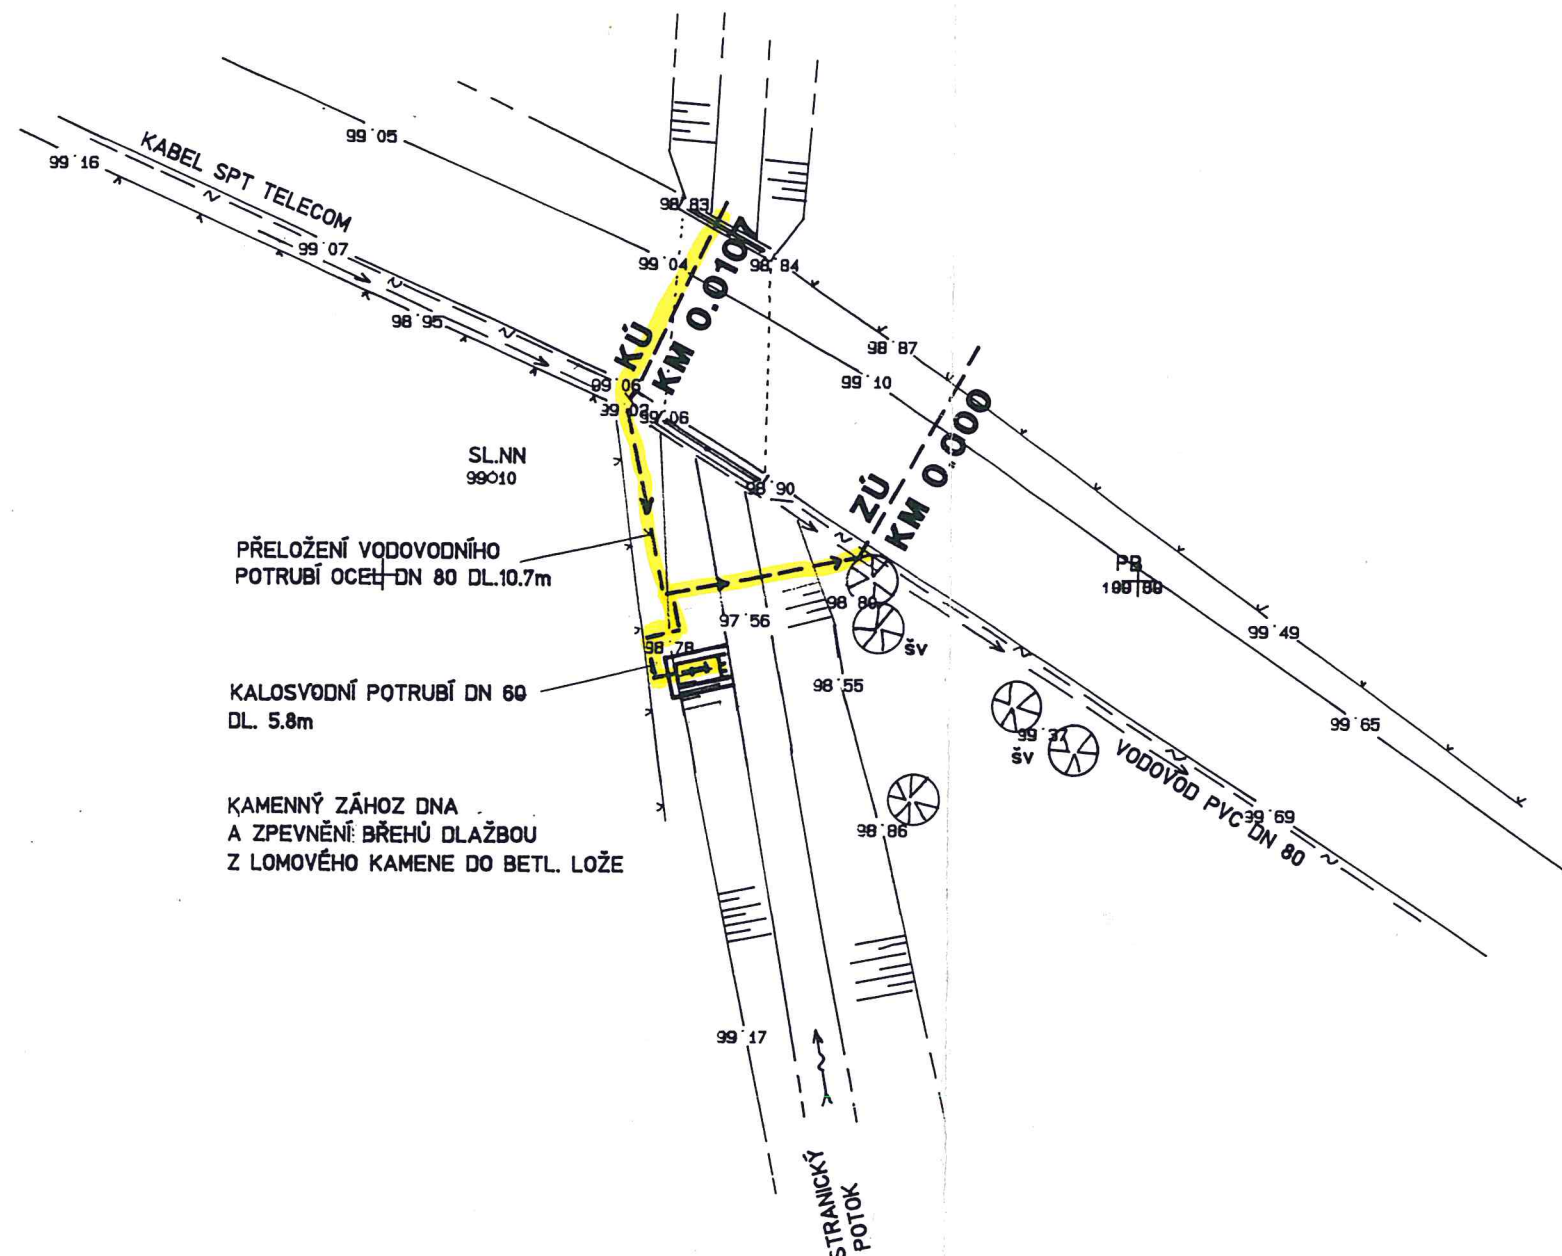 99.05
99.16
KABEL SPT TELECOM
98.83
99.07
99.04
98.84
KÚ
KM 0.0107
98.95
98.87
99.10
99.06
99.02
99.06
SL.NN
99.10
98.90
ZÚ
KM 0.000
PŘELOŽENÍ VODOVODNÍHO
POTRUBÍ OCEL DN 80 DL.10.7m
PB
97.56
99.49
98.78
šv
KALOSVODNÍ POTRUBÍ DN 60
DL. 5.8m
98.55
99.65
99.37
šv
VODOVOD PVC DN 80
99.69
KAMENNÝ ZÁHOZ DNA
A ZPEVNĚNÍ BŘEHŮ DLAŽBOU
Z LOMOVÉHO KAMENE DO BETL. LOŽE
98.86
99.17
STRANICKÝ
POTOK